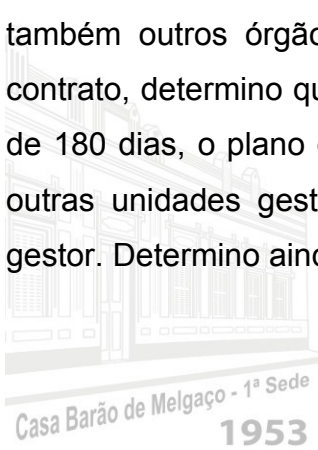 também outros órgão
contrato, determino qu
de 180 dias, o plano
outras unidades gest
gestor. Determino aind
Casa Barão de Melgaço - 1ª Sede
1953